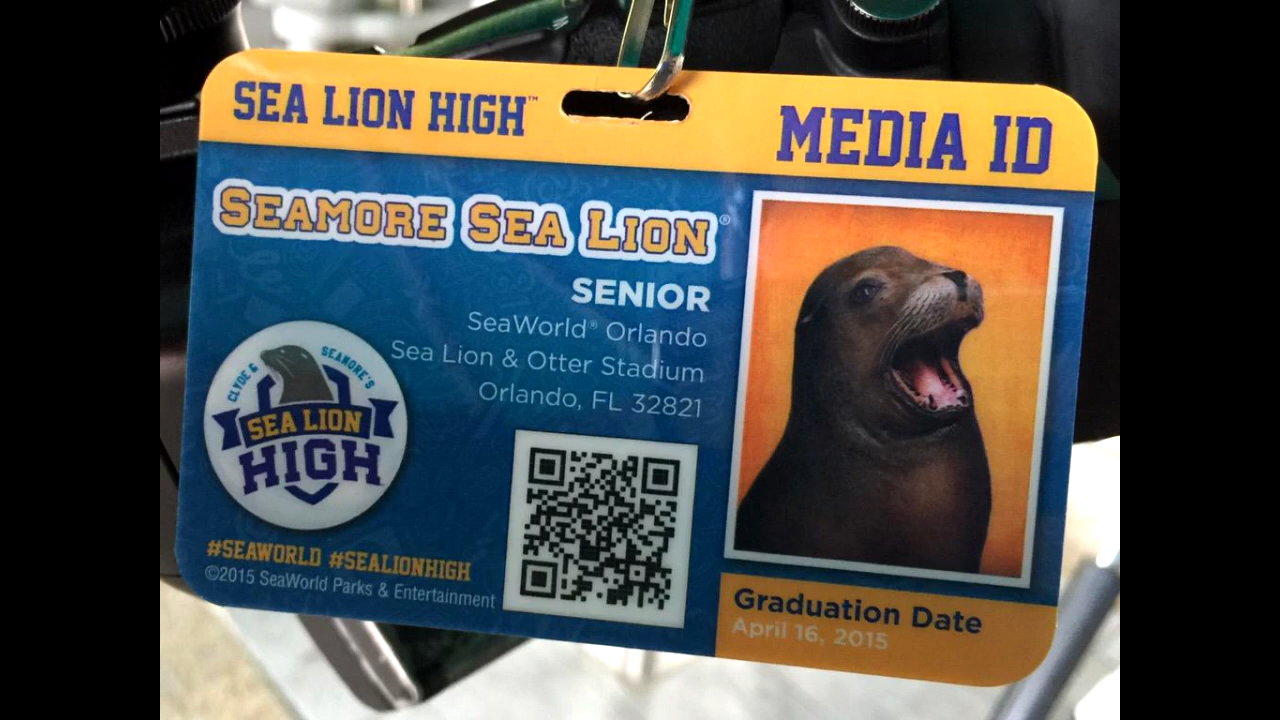 SEA LION HIGH™
MEDIA ID
SEAMORE SEA LION®
SENIOR
SeaWorld® Orlando
Sea Lion & Otter Stadium
Orlando, FL 32821
CLYDE & SEAMORE'S
SEA LION
HIGH
#SEAWORLD #SEALIONHIGH
©2015 SeaWorld Parks & Entertainment
Graduation Date
April 16, 2015